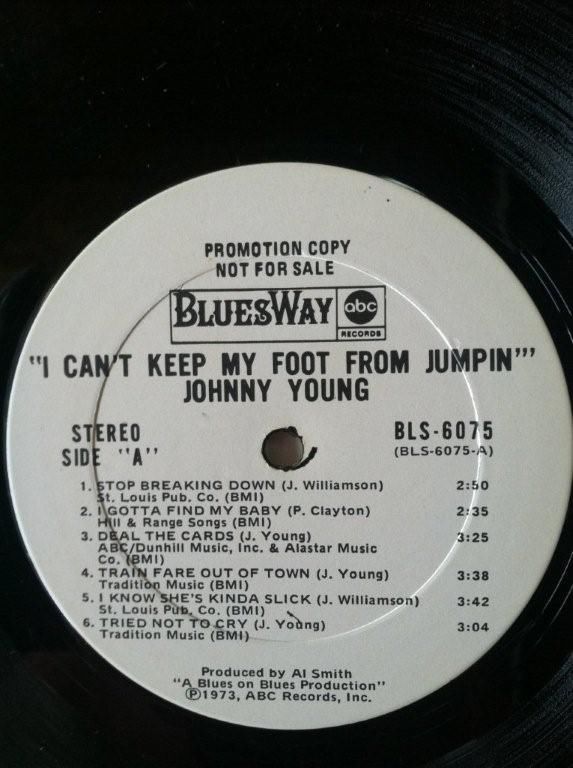 PROMOTION COPY
NOT FOR SALE
BLUESWAY abc
RECORDS
"I CAN'T KEEP MY FOOT FROM JUMPIN'"
JOHNNY YOUNG
STEREO BLS-6075
SIDE "A" (BLS-6075-A)
1. STOP BREAKING DOWN (J. Williamson) 2:50
St. Louis Pub. Co. (BMI)
2. I GOTTA FIND MY BABY (P. Clayton) 2:35
Hill & Range Songs (BMI)
3. DEAL THE CARDS (J. Young) 3:25
ABC/Dunhill Music, Inc. & Alastar Music
Co. (BMI)
4. TRAIN FARE OUT OF TOWN (J. Young) 3:38
Tradition Music (BMI)
5. I KNOW SHE'S KINDA SLICK (J. Williamson) 3:42
St. Louis Pub. Co. (BMI)
6. TRIED NOT TO CRY (J. Young) 3:04
Tradition Music (BMI)
Produced by Al Smith
"A Blues on Blues Production"
Ⓟ1973, ABC Records, Inc.